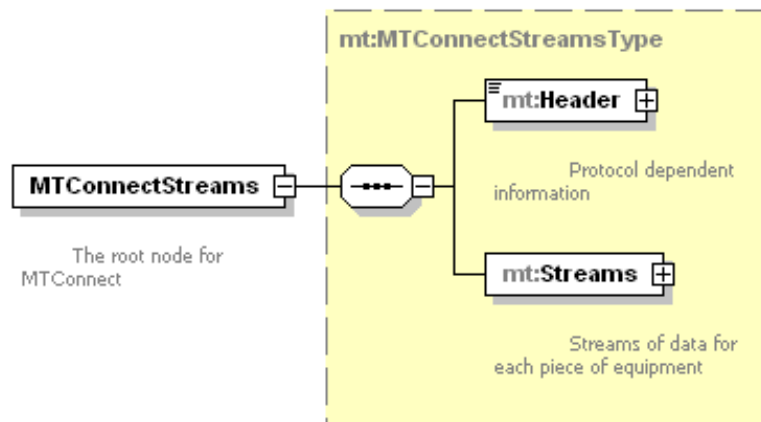 mt:MTConnectStreamsType
mt:Header
Protocol dependent
information
MTConnectStreams
The root node for
MTConnect
mt:Streams
Streams of data for
each piece of equipment